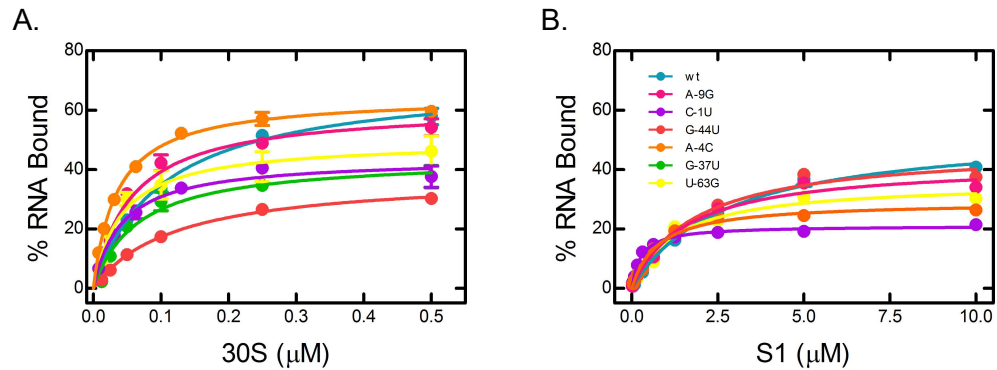 A.
B.
80
60
40
20
0
% RNA Bound
0.0 0.1 0.2 0.3 0.4 0.5
30S (μM)
80
60
40
20
0
% RNA Bound
wt
A-9G
C-1U
G-44U
A-4C
G-37U
U-63G
0.0 2.5 5.0 7.5 10.0
S1 (μM)